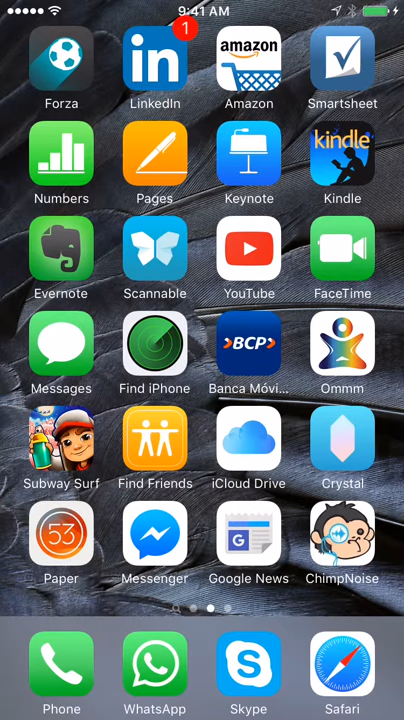 9:41 AM
1
in
amazon
kindle
Forza
LinkedIn
Amazon
Smartsheet
Numbers
Pages
Keynote
Kindle
Evernote
Scannable
YouTube
FaceTime
BCP
Messages
Find iPhone
Banca Móvi...
Ommm
Subway Surf
Find Friends
iCloud Drive
Crystal
53
G
Paper
Messenger
Google News
ChimpNoise
S
Phone
WhatsApp
Skype
Safari